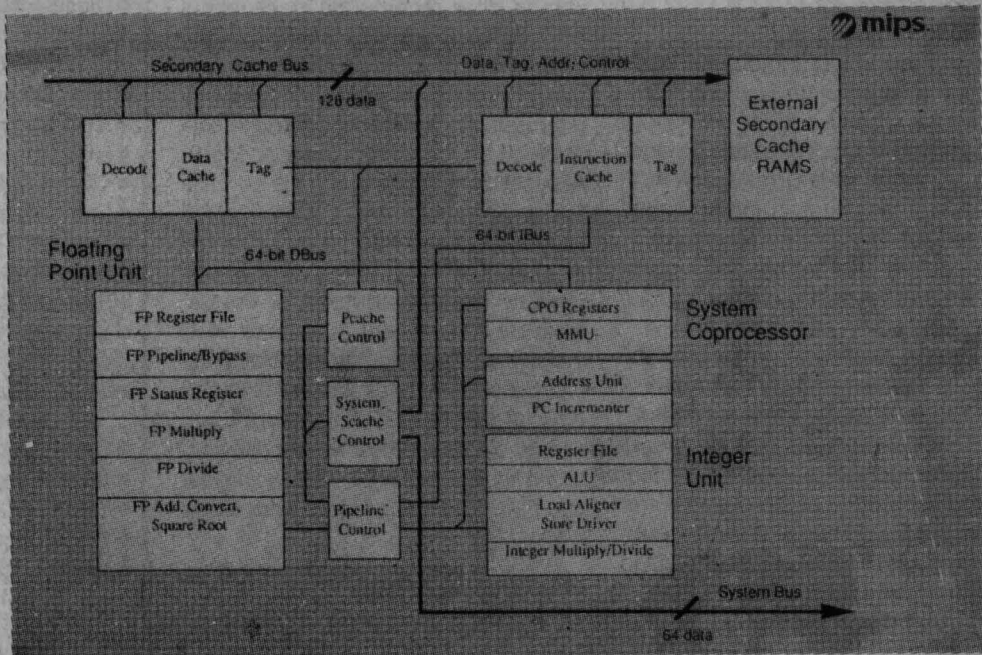 mips.
Secondary Cache Bus
Data, Tag, Addr, Control
128 data
External
Secondary
Cache
RAMS
Decode
Data
Cache
Tag
Decode
Instruction
Cache
Tag
64-bit DBus
64-bit IBus
Floating
Point Unit
FP Register File
FP Pipeline/Bypass
FP Status Register
FP Multiply
FP Divide
FP Add, Convert,
Square Root
Pcache
Control
System,
Scache
Control
Pipeline
Control
CPO Registers
MMU
System
Coprocessor
Address Unit
PC Incrementer
Register File
ALU
Load Aligner
Store Driver
Integer Multiply/Divide
Integer
Unit
System Bus
64 data